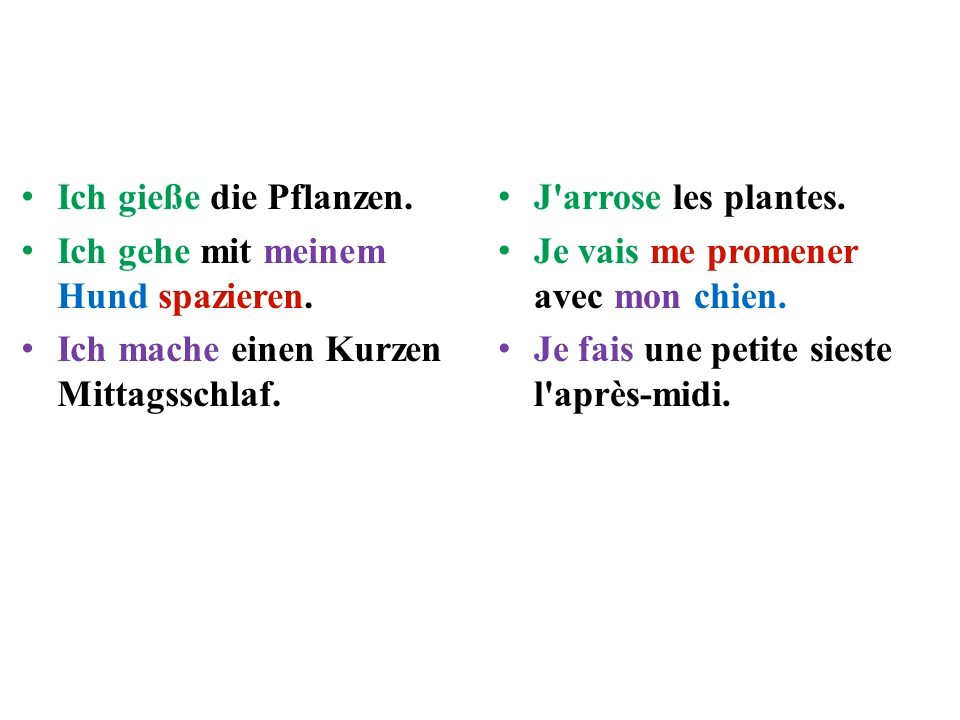 • Ich gieße die Pflanzen.
• Ich gehe mit meinem
Hund spazieren.
• Ich mache einen Kurzen
Mittagsschlaf.
• J'arrose les plantes.
• Je vais me promener
avec mon chien.
• Je fais une petite sieste
l'après-midi.